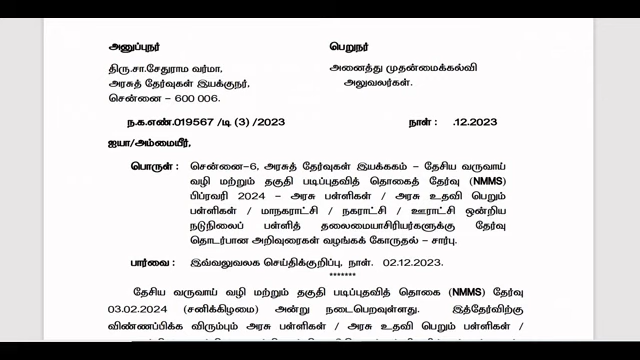 அனுப்புநர்
பெறுநர்
திரு.சா.சேதுராம வர்மா,
அரசுத் தேர்வுகள் இயக்குநர்,
சென்னை – 600 006.
அனைத்து முதன்மைக்கல்வி
அலுவலர்கள்.
ந.க.எண்.019567 /டி (3) /2023
நாள் : .12.2023
ஐயா/அம்மையீர்,
பொருள் : சென்னை-6, அரசுத் தேர்வுகள் இயக்ககம் – தேசிய வருவாய்
வழி மற்றும் தகுதி படிப்புதவித் தொகைத் தேர்வு (NMMS)
பிப்ரவரி 2024 – அரசு பள்ளிகள் / அரசு உதவி பெறும்
பள்ளிகள் / மாநகராட்சி / நகராட்சி / ஊராட்சி ஒன்றிய
நடுநிலைப் பள்ளித் தலைமையாசிரியர்களுக்கு தேர்வு
தொடர்பான அறிவுரைகள் வழங்கக் கோருதல் – சார்பு.
பார்வை : இவ்வலுவலக செய்திக்குறிப்பு, நாள். 02.12.2023.
*******
தேசிய வருவாய் வழி மற்றும் தகுதி படிப்புதவித் தொகை (NMMS) தேர்வு
03.02.2024 (சனிக்கிழமை) அன்று நடைபெறவுள்ளது. இத்தேர்விற்கு
விண்ணப்பிக்க விரும்பும் அரசு பள்ளிகள் / அரசு உதவி பெறும் பள்ளிகள் /